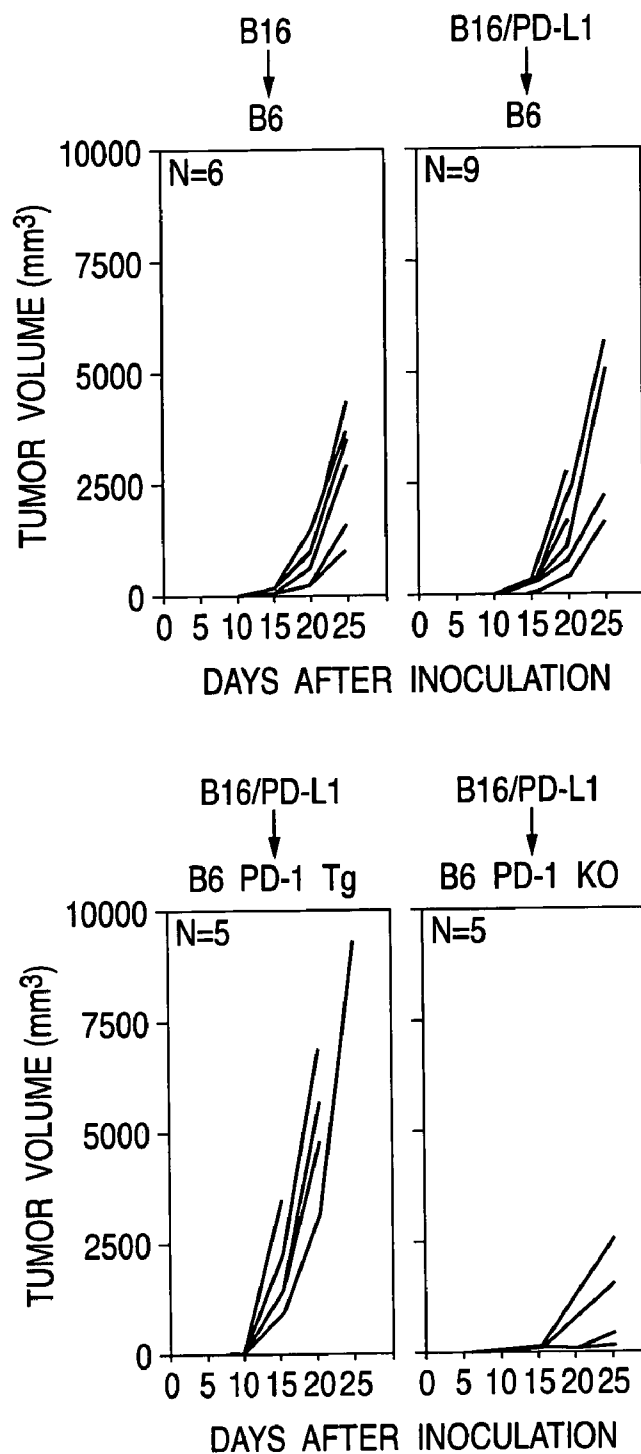 B16
B6
B16/PD-L1
B6
TUMOR VOLUME (mm³)
10000
7500
5000
2500
0
N=6
N=9
0 5 10 15 20 25
0 5 10 15 20 25
DAYS AFTER INOCULATION
B16/PD-L1
B6 PD-1 Tg
B16/PD-L1
B6 PD-1 KO
TUMOR VOLUME (mm³)
10000
7500
5000
2500
0
N=5
N=5
0 5 10 15 20 25
0 5 10 15 20 25
DAYS AFTER INOCULATION